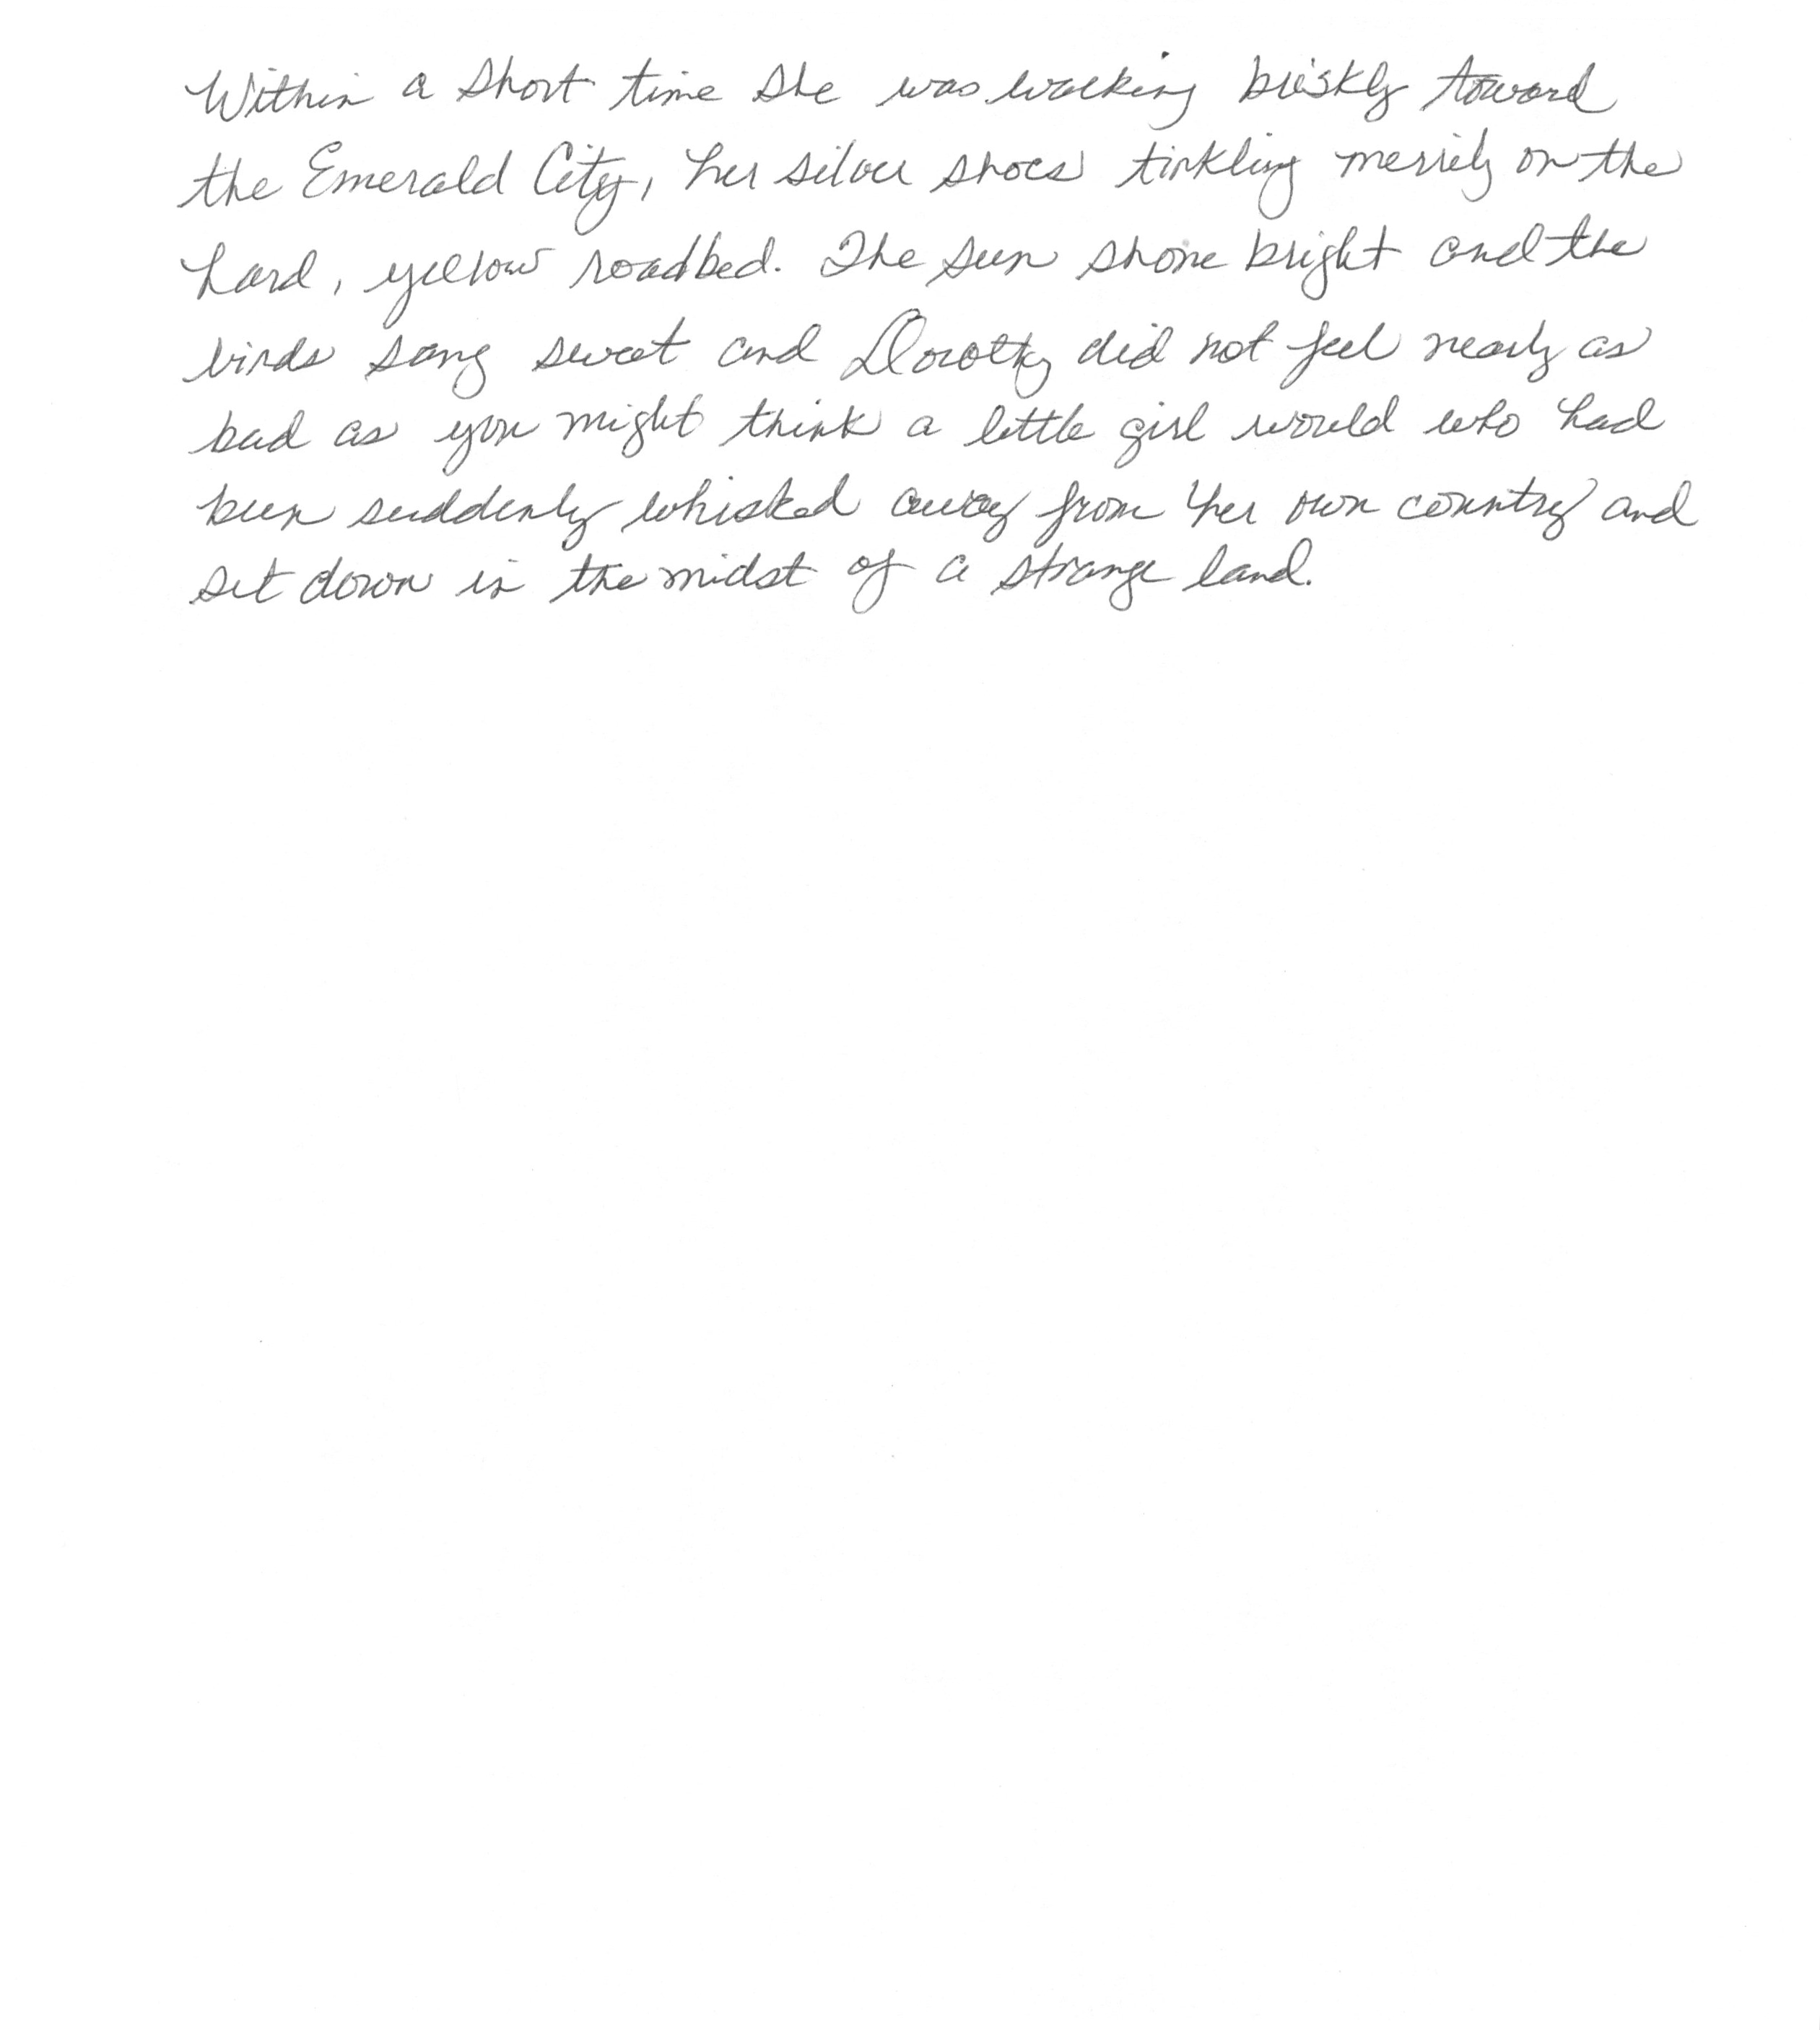 Within a short time she was walking briskly toward
the Emerald City, her silver shoes tinkling merrily on the
hard, yellow roadbed. The sun shone bright and the
birds sang sweet and Dorothy did not feel nearly as
bad as you might think a little girl would who had
been suddenly whisked away from her own country and
set down in the midst of a strange land.